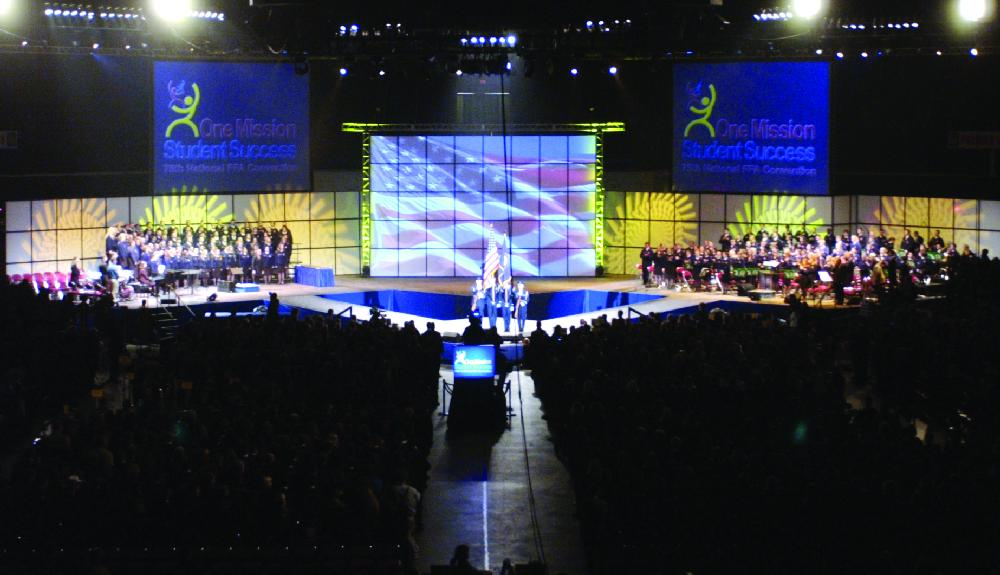 One Mission
Student Success
78th National FFA Convention
One Mission
Student Success
78th National FFA Convention